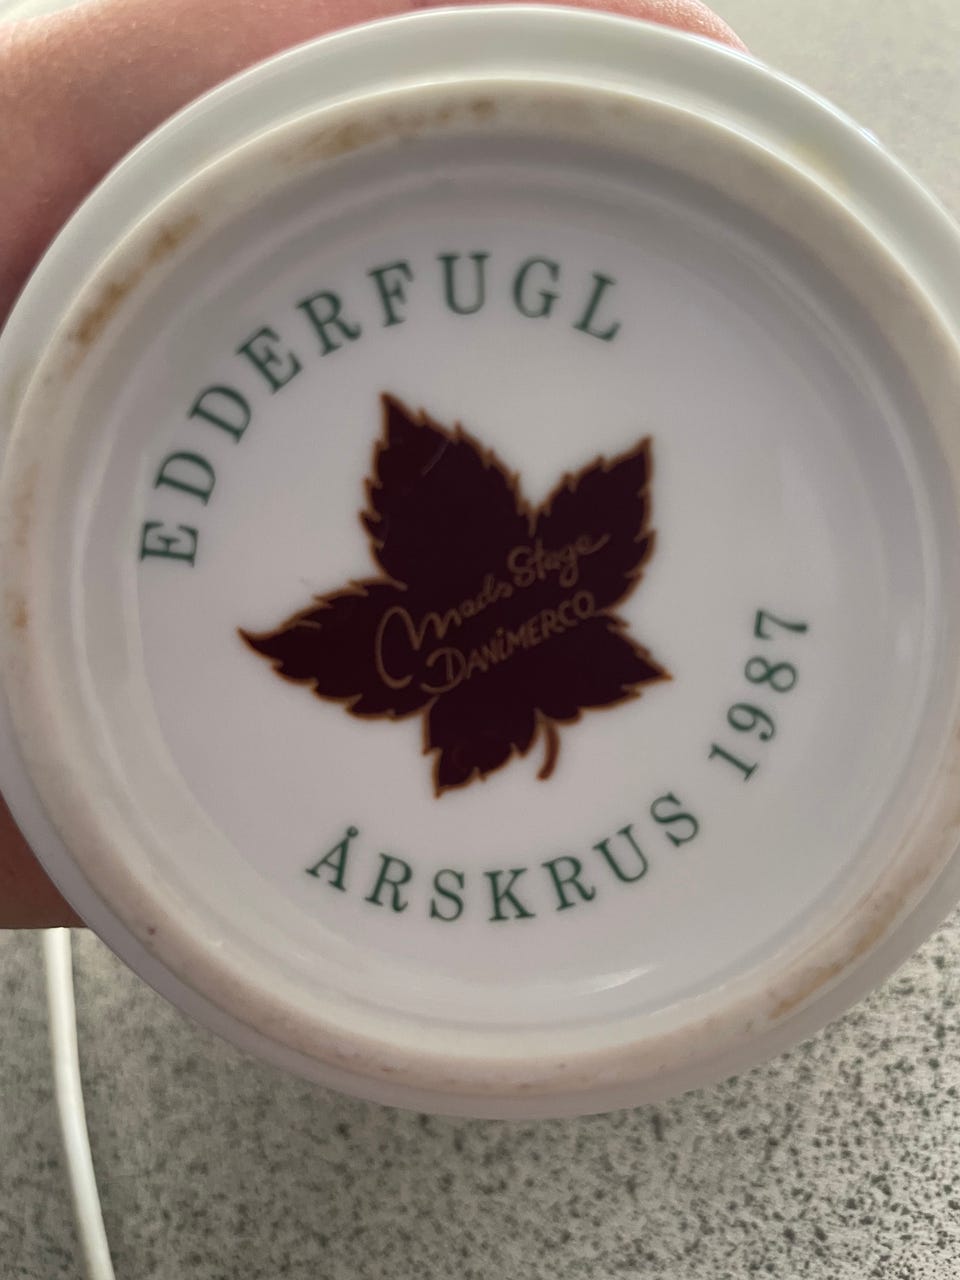 EDDERFUGL
Mads Stage
DANIMERCO
ÅRSKRUS 1987